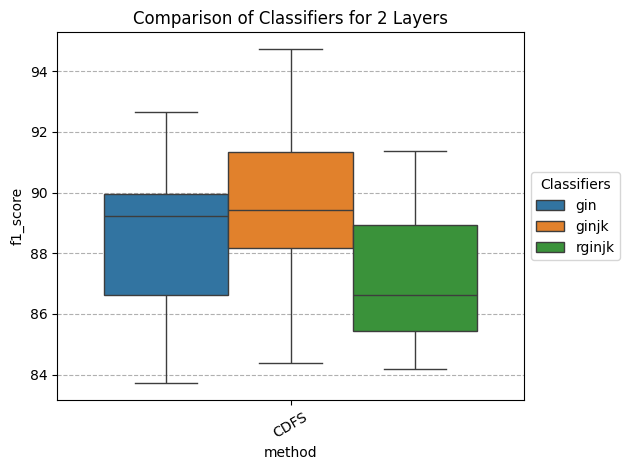 Comparison of Classifiers for 2 Layers
94
92
90
88
86
84
f1_score
CDFS
method
Classifiers
gin
ginjk
rginjk